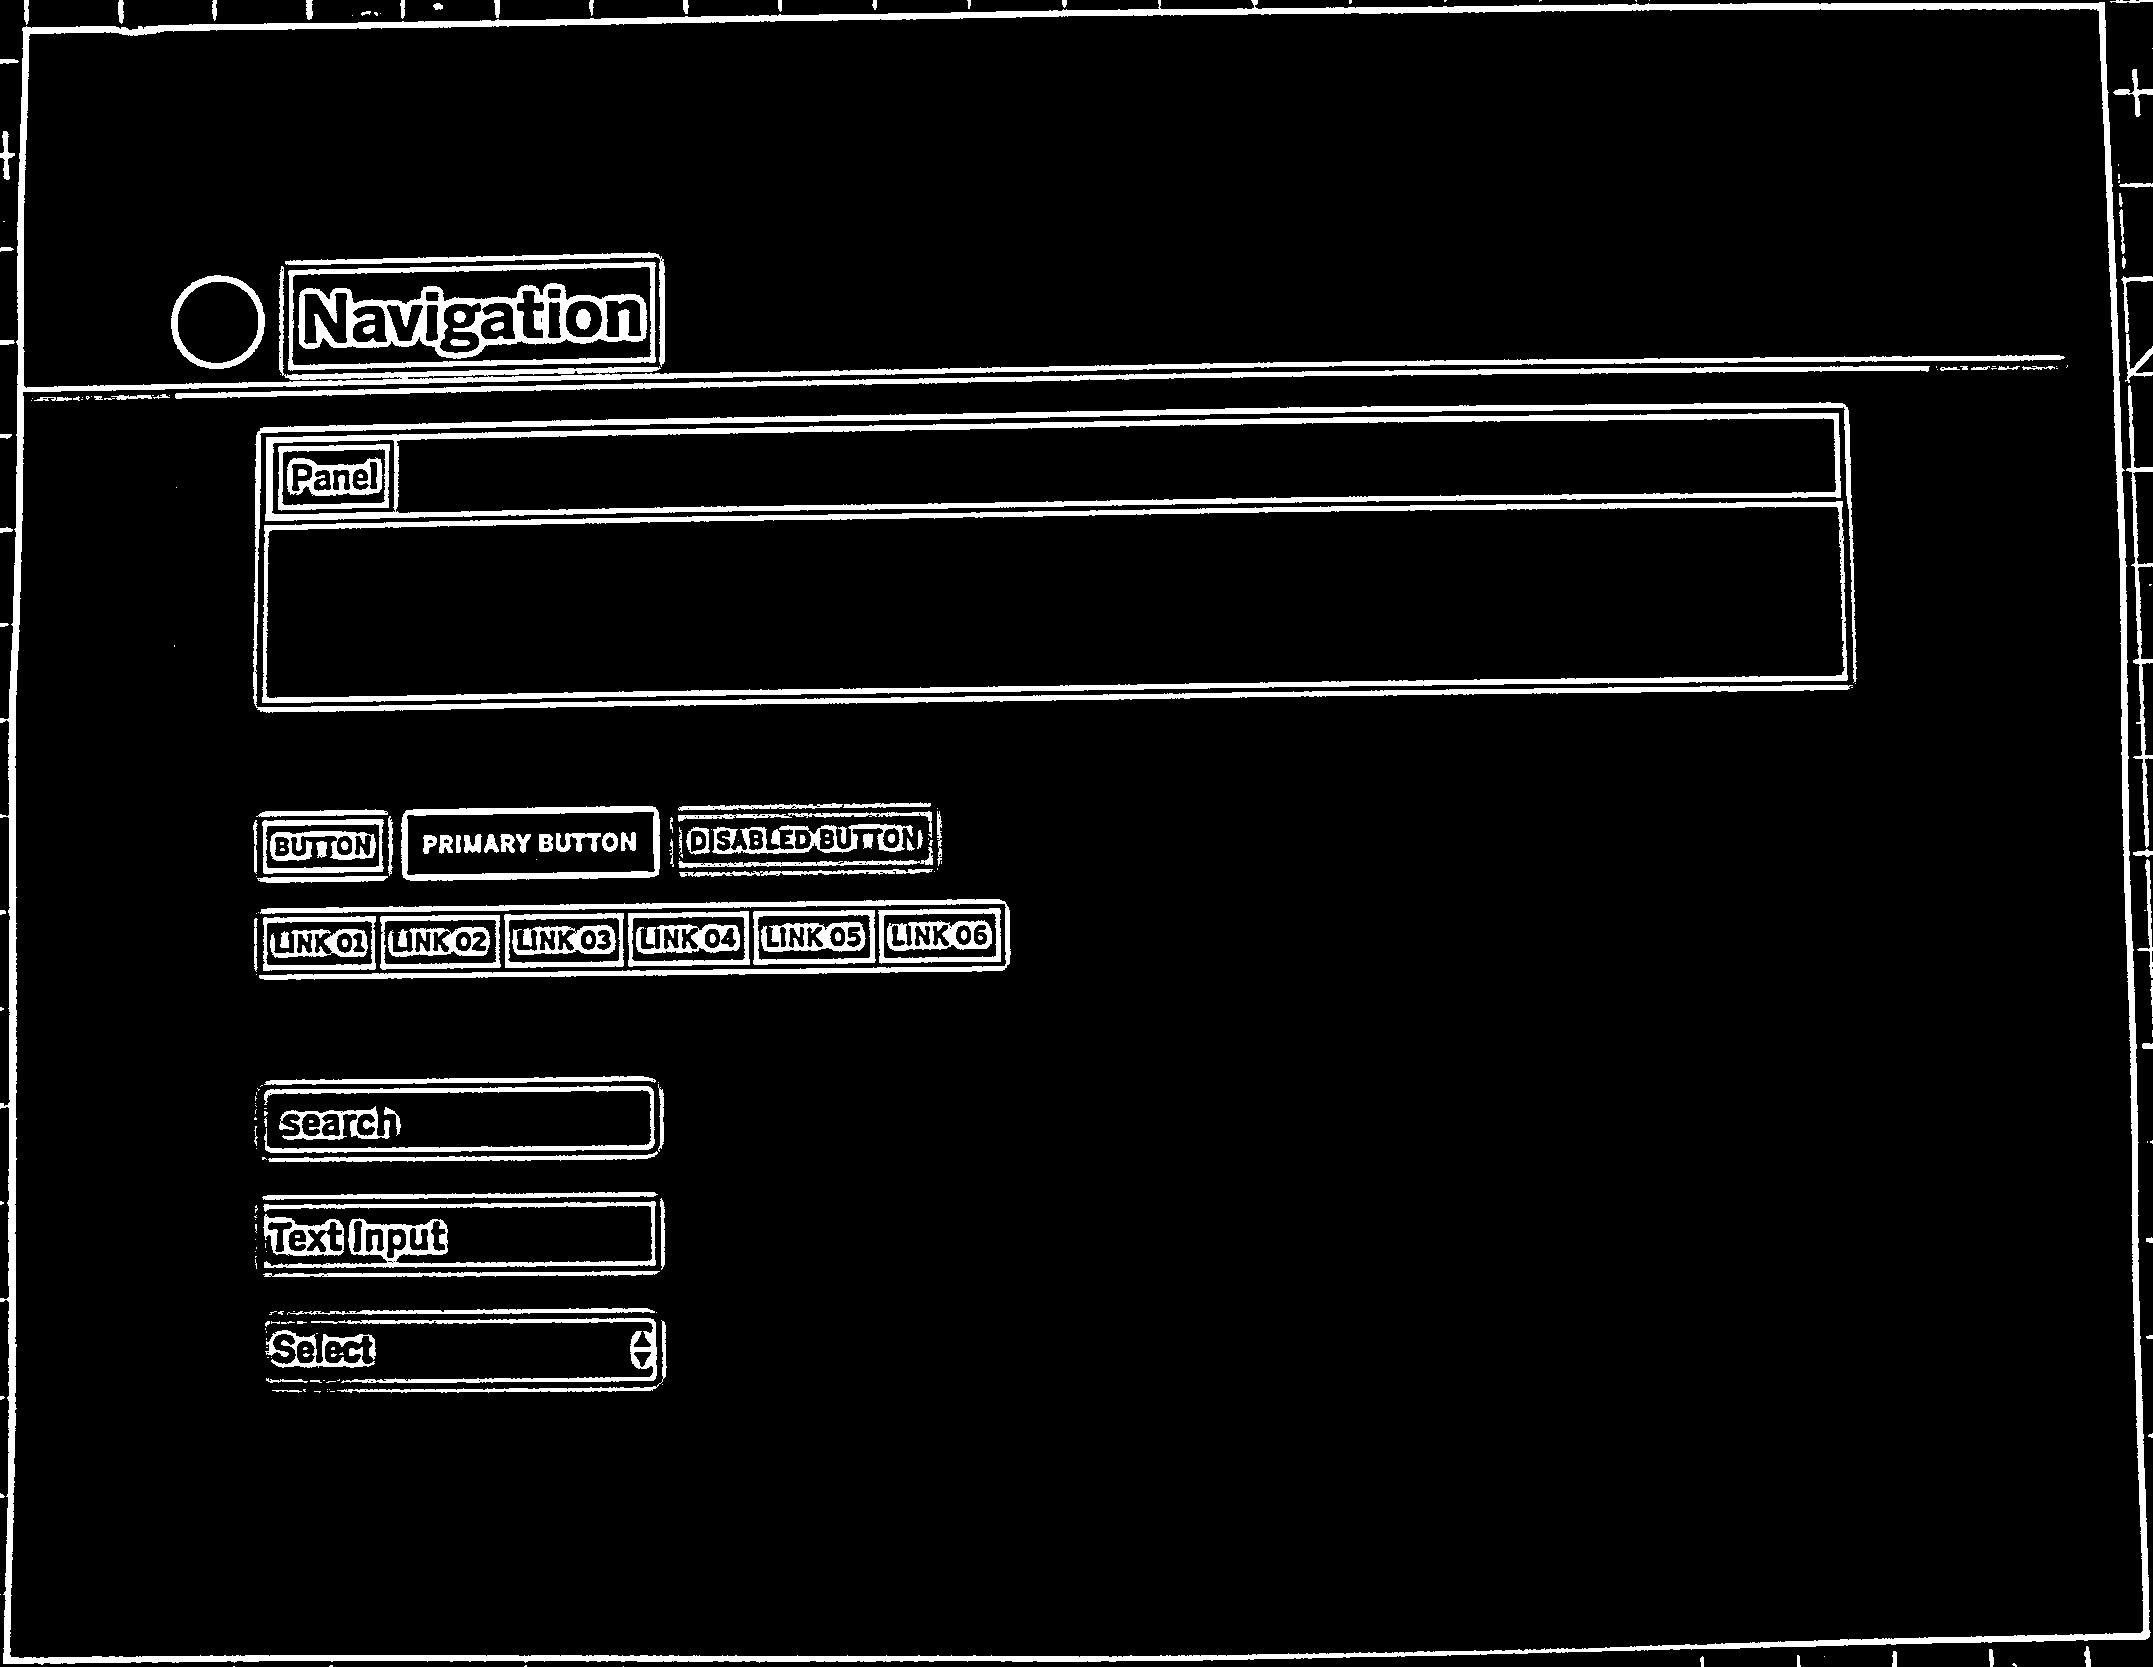 Navigation
Panel
BUTTON PRIMARY BUTTON DISABLED BUTTON
LINK 01 LINK 02 LINK 03 LINK 04 LINK 05 LINK 06
search
Text Input
Select